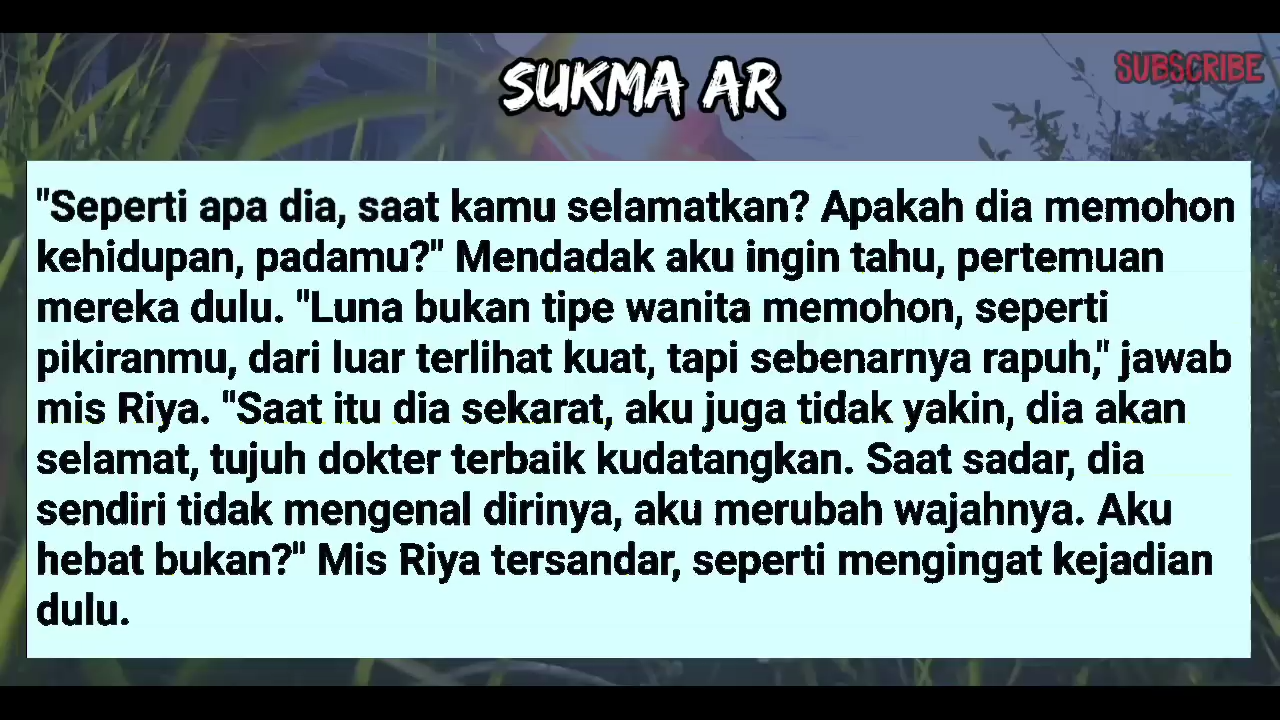 SUKMA AR
SUBSCRIBE
"Seperti apa dia, saat kamu selamatkan? Apakah dia memohon
kehidupan, padamu?" Mendadak aku ingin tahu, pertemuan
mereka dulu. "Luna bukan tipe wanita memohon, seperti
pikiranmu, dari luar terlihat kuat, tapi sebenarnya rapuh," jawab
mis Riya. "Saat itu dia sekarat, aku juga tidak yakin, dia akan
selamat, tujuh dokter terbaik kudatangkan. Saat sadar, dia
sendiri tidak mengenal dirinya, aku merubah wajahnya. Aku
hebat bukan?" Mis Riya tersandar, seperti mengingat kejadian
dulu.